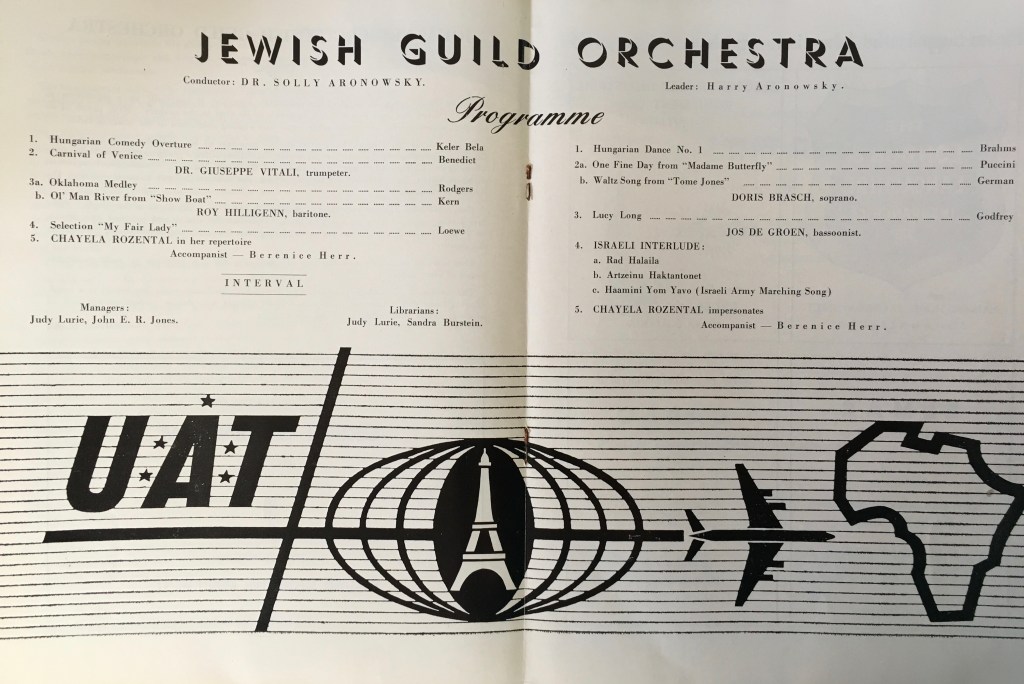 JEWISH GUILD ORCHESTRA
Conductor: DR. SOLLY ARONOWSKY.
Leader: Harry Aronowsky.
Programme
1. Hungarian Comedy Overture Keler Bela
2. Carnival of Venice Benedict
DR. GIUSEPPE VITALI, trumpeter.
3a. Oklahoma Medley Rodgers
b. Ol' Man River from "Show Boat" Kern
ROY HILLIGENN, baritone.
4. Selection "My Fair Lady" Loewe
5. CHAYELA ROZENTAL in her repertoire
Accompanist — Berenice Herr.
INTERVAL
Managers:
Judy Lurie, John E. R. Jones.
Librarians:
Judy Lurie, Sandra Burstein.
1. Hungarian Dance No. 1 Brahms
2a. One Fine Day from "Madame Butterfly" Puccini
b. Waltz Song from "Tome Jones" German
DORIS BRASCH, soprano.
3. Lucy Long Godfrey
JOS DE GROEN, bassoonist.
4. ISRAELI INTERLUDE:
a. Rad Halaila
b. Artzeinu Haktantonet
c. Haamini Yom Yavo (Israeli Army Marching Song)
5. CHAYELA ROZENTAL impersonates
Accompanist — Berenice Herr.
UAT